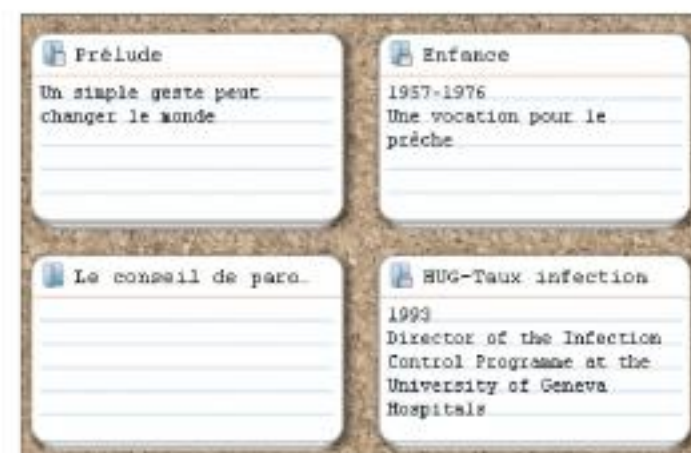 Prélude
Un simple geste peut
changer le monde
Enfance
1957-1976
Une vocation pour le
prêche
Le conseil de paro…
HUG-Taux infection
1993
Director of the Infection
Control Programme at the
University of Geneva
Hospitals